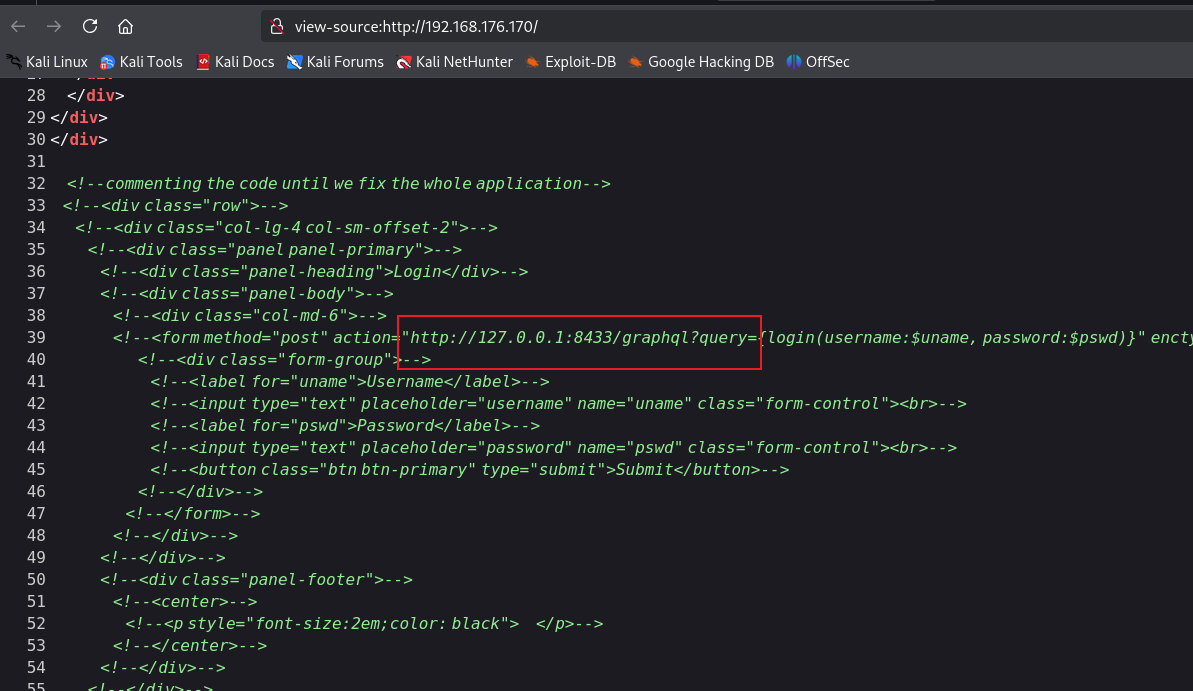 view-source:http://192.168.176.170/
Kali Linux Kali Tools Kali Docs Kali Forums Kali NetHunter Exploit-DB Google Hacking DB OffSec
27 </div>
28 </div>
29 </div>
30 </div>
31
32 <!--commenting the code until we fix the whole application-->
33 <!--<div class="row">-->
34 <!--<div class="col-lg-4 col-sm-offset-2">-->
35 <!--<div class="panel panel-primary">-->
36 <!--<div class="panel-heading">Login</div>-->
37 <!--<div class="panel-body">-->
38 <!--<div class="col-md-6">-->
39 <!--<form method="post" action="http://127.0.0.1:8433/graphql?query={login(username:$uname, password:$pswd)}" encty
40 <!--<div class="form-group">-->
41 <!--<label for="uname">Username</label>-->
42 <!--<input type="text" placeholder="username" name="uname" class="form-control"><br>-->
43 <!--<label for="pswd">Password</label>-->
44 <!--<input type="text" placeholder="password" name="pswd" class="form-control"><br>-->
45 <!--<button class="btn btn-primary" type="submit">Submit</button>-->
46 <!--</div>-->
47 <!--</form>-->
48 <!--</div>-->
49 <!--</div>-->
50 <!--<div class="panel-footer">-->
51 <!--<center>-->
52 <!--<p style="font-size:2em;color: black"> </p>-->
53 <!--</center>-->
54 <!--</div>-->
55 <!--</div>-->